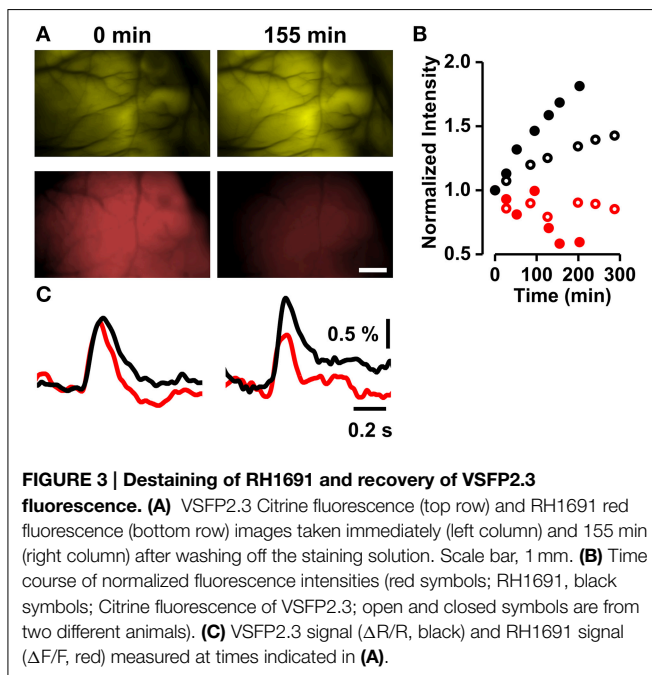 A
0 min
155 min
B
Normalized Intensity
2.0
1.5
1.0
0.5
0
100
200
300
Time (min)
C
0.5 %
0.2 s
FIGURE 3 | Destaining of RH1691 and recovery of VSFP2.3
fluorescence. (A) VSFP2.3 Citrine fluorescence (top row) and RH1691 red
fluorescence (bottom row) images taken immediately (left column) and 155 min
(right column) after washing off the staining solution. Scale bar, 1 mm. (B) Time
course of normalized fluorescence intensities (red symbols; RH1691, black
symbols; Citrine fluorescence of VSFP2.3; open and closed symbols are from
two different animals). (C) VSFP2.3 signal (ΔR/R, black) and RH1691 signal
(ΔF/F, red) measured at times indicated in (A).